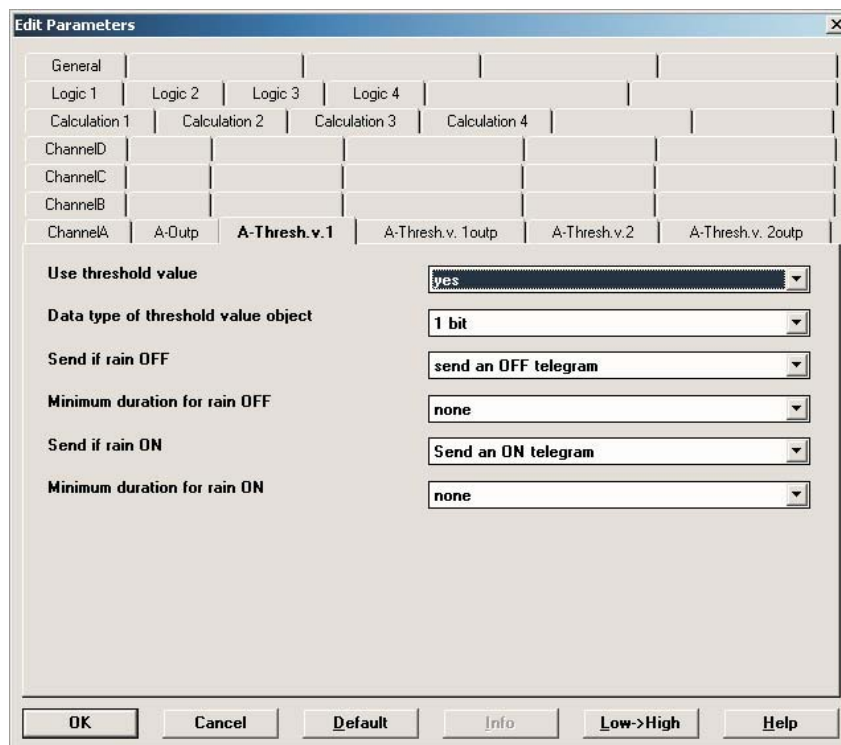 Edit Parameters
General
Logic 1 Logic 2 Logic 3 Logic 4
Calculation 1 Calculation 2 Calculation 3 Calculation 4
ChannelD
ChannelC
ChannelB
ChannelA A-Outp A-Thresh.v.1 A-Thresh.v. 1outp A-Thresh.v.2 A-Thresh.v. 2outp
Use threshold value yes
Data type of threshold value object 1 bit
Send if rain OFF send an OFF telegram
Minimum duration for rain OFF none
Send if rain ON Send an ON telegram
Minimum duration for rain ON none
OK Cancel Default Info Low->High Help